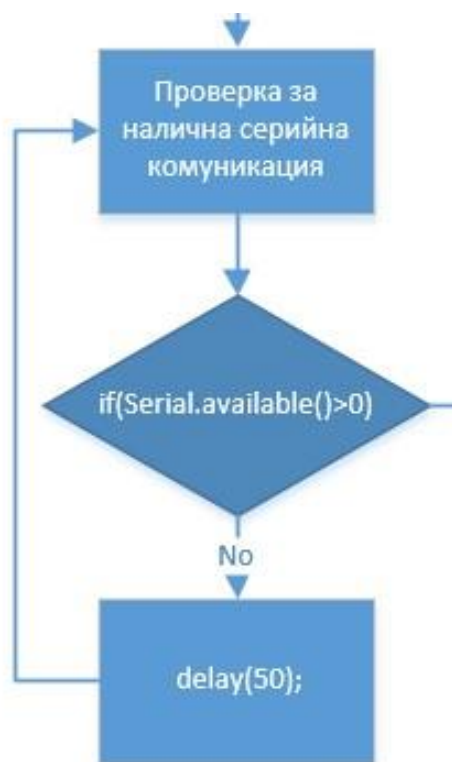 Проверка за
налична серийна
комуникация
if(Serial.available()>0)
No
delay(50);